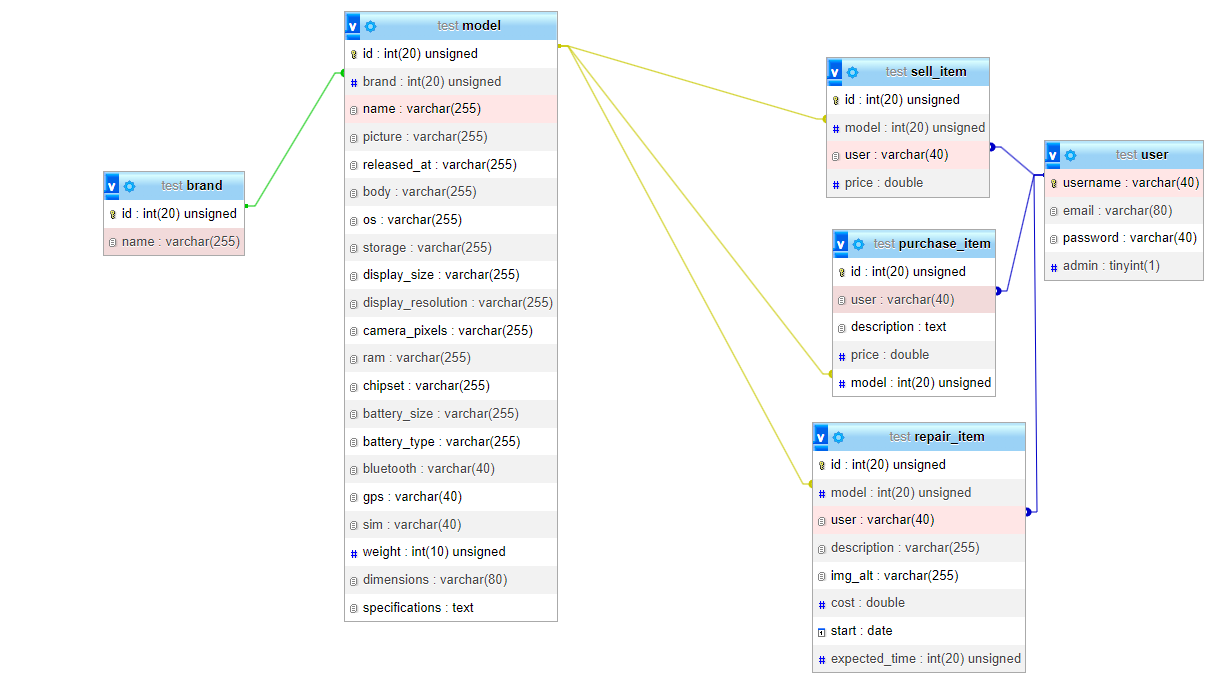 v test brand
id : int(20) unsigned
# name : varchar(255)
v test model
id : int(20) unsigned
# brand : int(20) unsigned
name : varchar(255)
picture : varchar(255)
released_at : varchar(255)
body : varchar(255)
os : varchar(255)
storage : varchar(255)
display_size : varchar(255)
display_resolution : varchar(255)
camera_pixels : varchar(255)
ram : varchar(255)
chipset : varchar(255)
battery_size : varchar(255)
battery_type : varchar(255)
bluetooth : varchar(40)
gps : varchar(40)
sim : varchar(40)
# weight : int(10) unsigned
dimensions : varchar(80)
specifications : text
v test sell_item
id : int(20) unsigned
# model : int(20) unsigned
user : varchar(40)
# price : double
v test purchase_item
id : int(20) unsigned
user : varchar(40)
description : text
# price : double
# model : int(20) unsigned
v test repair_item
id : int(20) unsigned
# model : int(20) unsigned
user : varchar(40)
description : varchar(255)
img_alt : varchar(255)
# cost : double
start : date
# expected_time : int(20) unsigned
v test user
username : varchar(40)
email : varchar(80)
password : varchar(40)
# admin : tinyint(1)